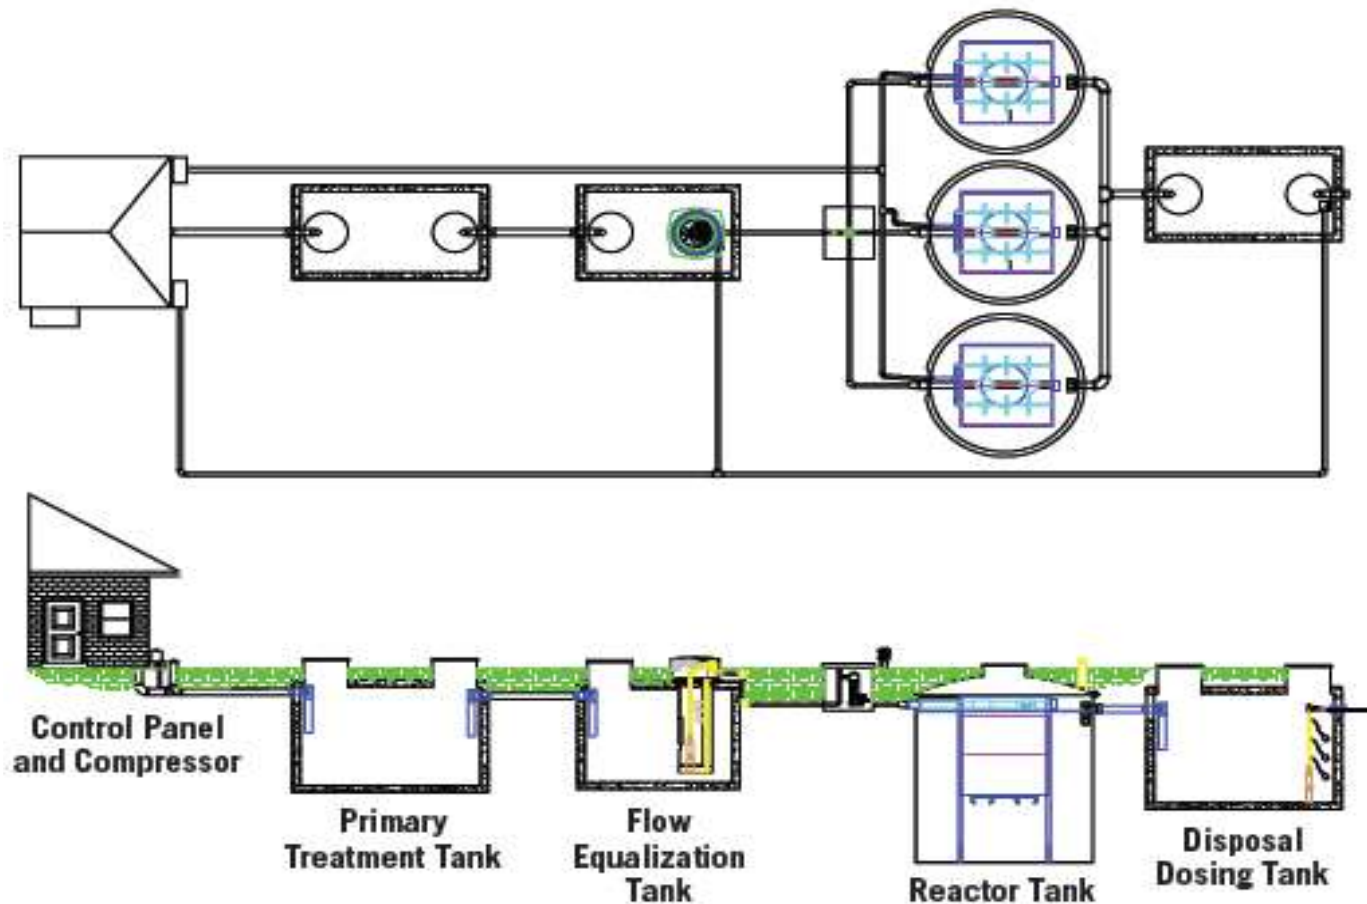 Control Panel
and Compressor
Primary
Treatment Tank
Flow
Equalization
Tank
Reactor Tank
Disposal
Dosing Tank